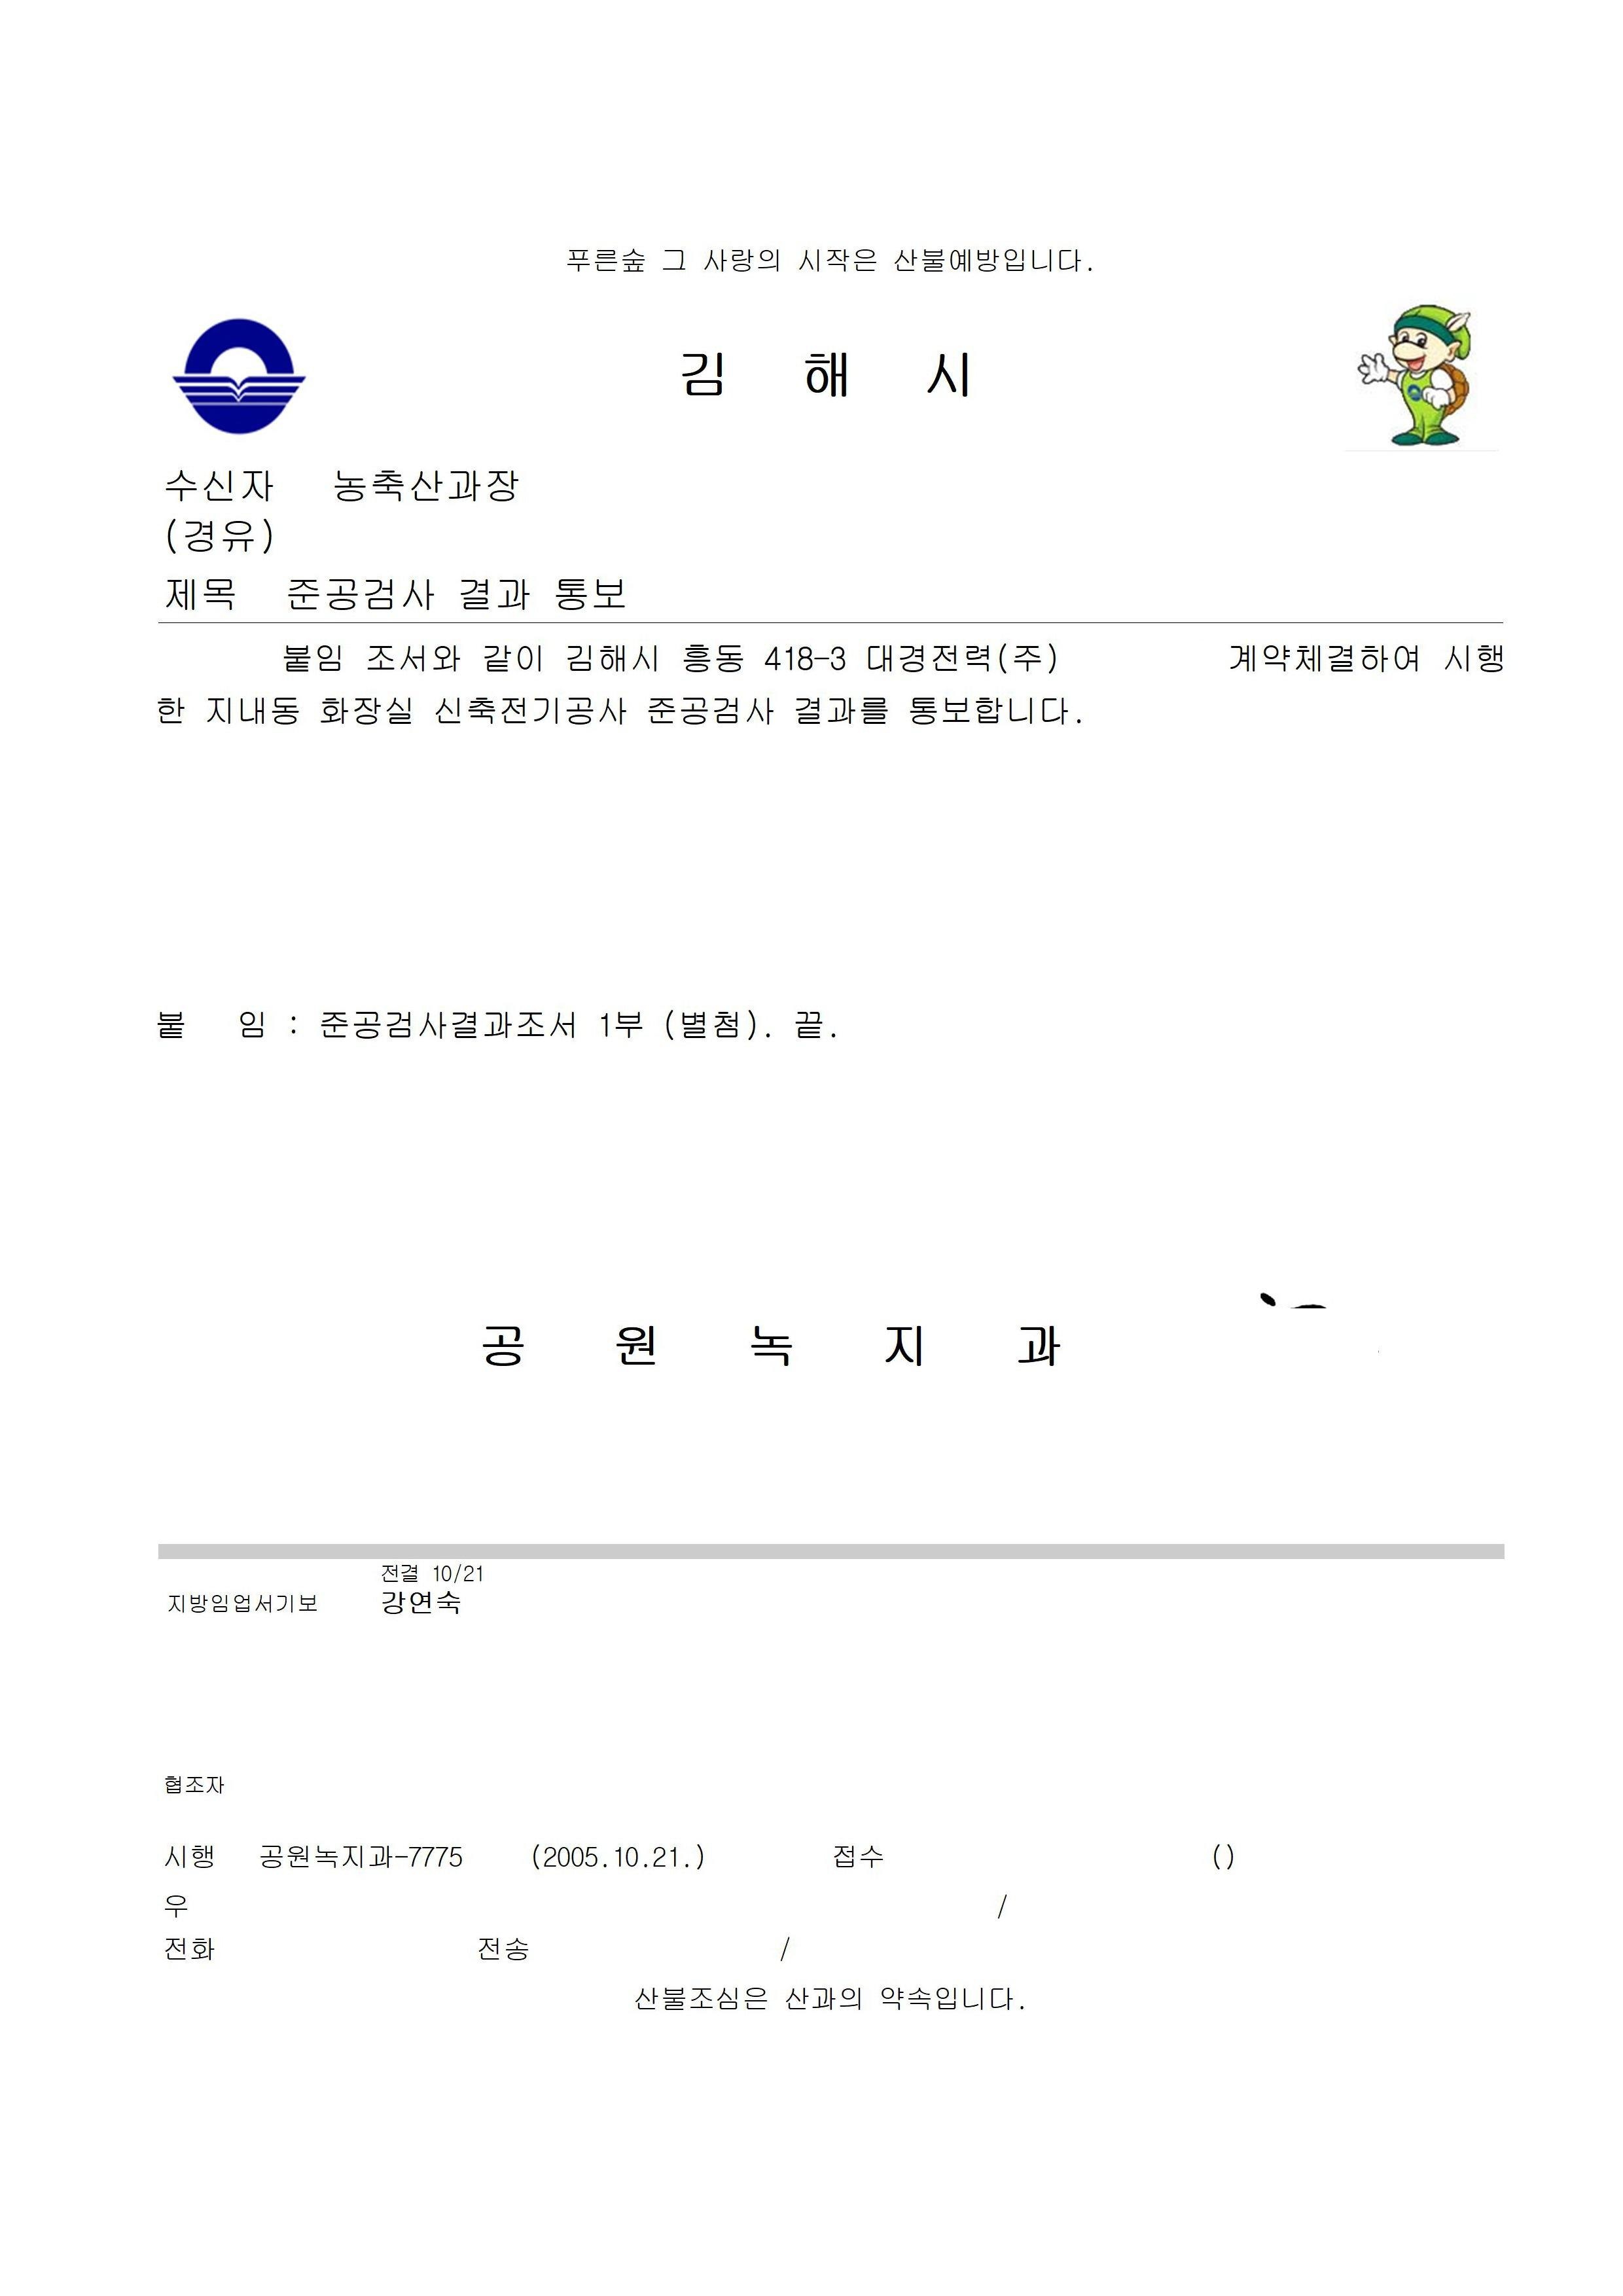 푸른숲 그 사랑의 시작은 산불예방입니다.
김 해 시
수신자 농축산과장
(경유)
제목 준공검사 결과 통보
붙임 조서와 같이 김해시 흥동 418-3 대경전력(주) 계약체결하여 시행
한 지내동 화장실 신축전기공사 준공검사 결과를 통보합니다.
붙 임 : 준공검사결과조서 1부 (별첨). 끝.
공 원 녹 지 과
전결 10/21
지방임업서기보 강연숙
협조자
시행 공원녹지과-7775 (2005.10.21.) 접수 ()
우 /
전화 전송 /
산불조심은 산과의 약속입니다.